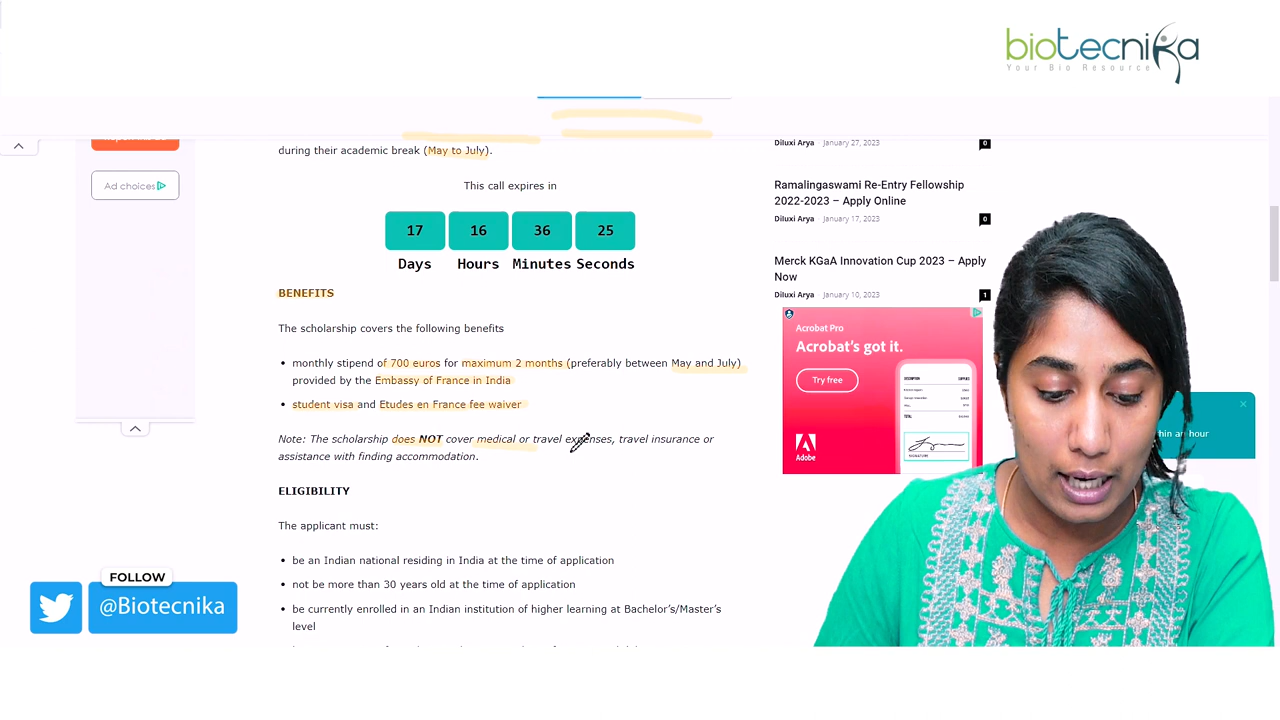 biotecnika
Your Bio Resource
Ad choices
during their academic break (May to July).
This call expires in
17 16 36 25
Days Hours Minutes Seconds
BENEFITS
The scholarship covers the following benefits
• monthly stipend of 700 euros for maximum 2 months (preferably between May and July)
provided by the Embassy of France in India
• student visa and Etudes en France fee waiver
Note: The scholarship does NOT cover medical or travel expenses, travel insurance or
assistance with finding accommodation.
ELIGIBILITY
The applicant must:
• be an Indian national residing in India at the time of application
• not be more than 30 years old at the time of application
• be currently enrolled in an Indian institution of higher learning at Bachelor’s/Master’s
level
Diluxi Arya - January 27, 2023 0
Ramalingaswami Re-Entry Fellowship
2022-2023 – Apply Online
Diluxi Arya - January 17, 2023 0
Merck KGaA Innovation Cup 2023 – Apply
Now
Diluxi Arya - January 10, 2023 1
Acrobat Pro
Acrobat’s got it.
Try free
Adobe
hin an hour
FOLLOW
@Biotecnika